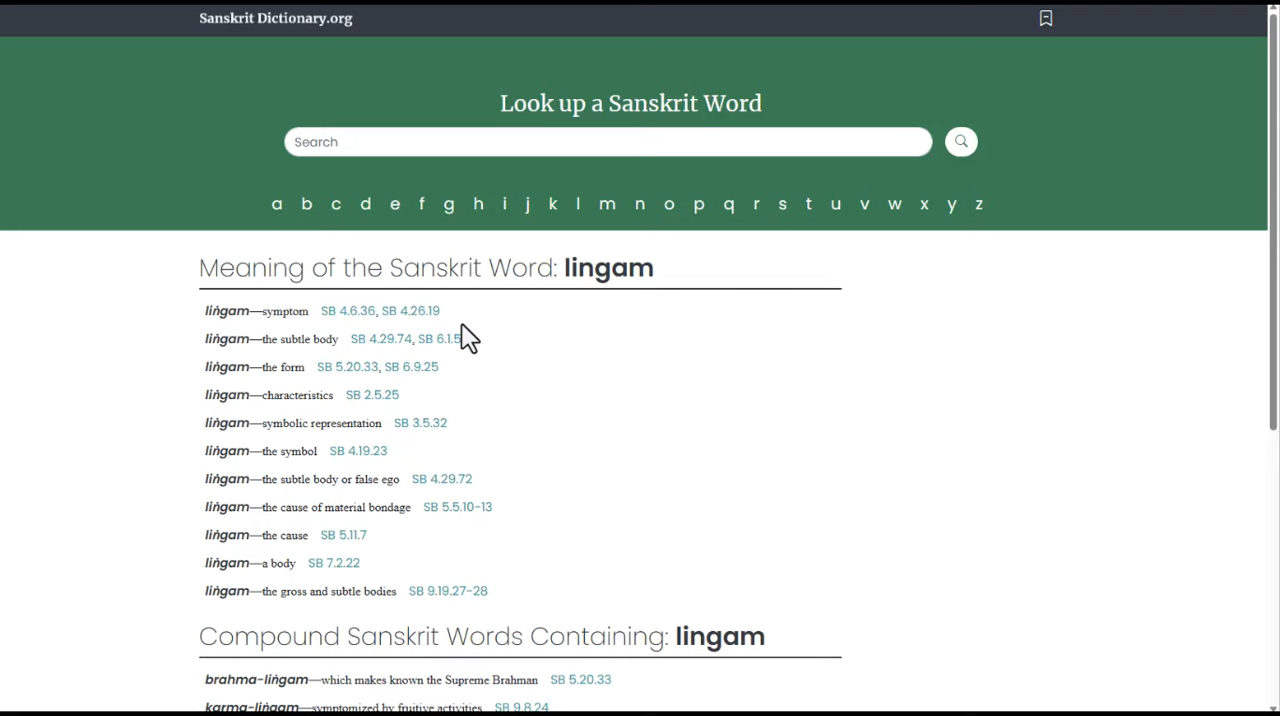 Sanskrit Dictionary.org
Look up a Sanskrit Word
Search
a b c d e f g h i j k l m n o p q r s t u v w x y z
Meaning of the Sanskrit Word: lingam
liṅgam—symptom SB 4.6.36, SB 4.26.19
liṅgam—the subtle body SB 4.29.74, SB 6.1.5
liṅgam—the form SB 5.20.33, SB 6.9.25
liṅgam—characteristics SB 2.5.25
liṅgam—symbolic representation SB 3.5.32
liṅgam—the symbol SB 4.19.23
liṅgam—the subtle body or false ego SB 4.29.72
liṅgam—the cause of material bondage SB 5.5.10-13
liṅgam—the cause SB 5.11.7
liṅgam—a body SB 7.2.22
liṅgam—the gross and subtle bodies SB 9.19.27-28
Compound Sanskrit Words Containing: lingam
brahma-liṅgam—which makes known the Supreme Brahman SB 5.20.33
karma-liṅgam—symptomized by fruitive activities SB 9.8.24